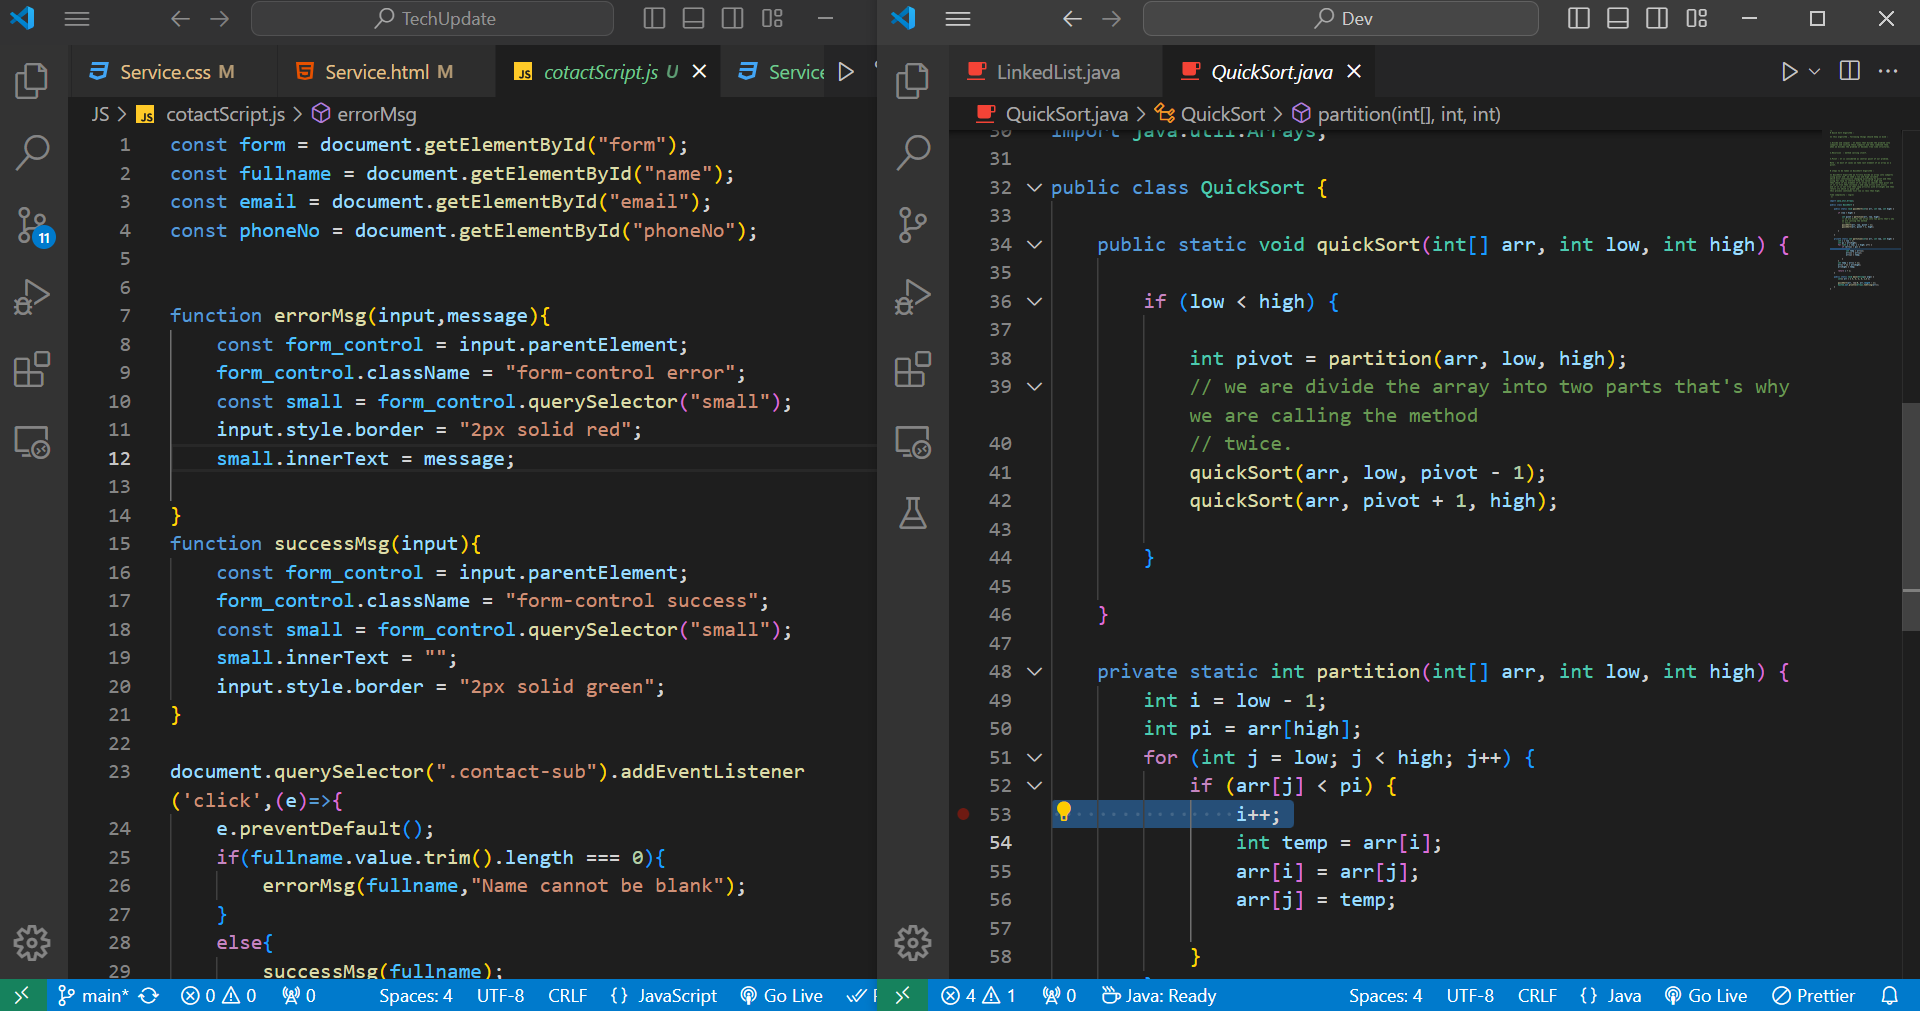 TechUpdate
Service.css M
Service.html M
cotactScript.js U
Service
JS > cotactScript.js > errorMsg
1 const form = document.getElementById("form");
2 const fullname = document.getElementById("name");
3 const email = document.getElementById("email");
4 const phoneNo = document.getElementById("phoneNo");
5
6
7 function errorMsg(input,message){
8 const form_control = input.parentElement;
9 form_control.className = "form-control error";
10 const small = form_control.querySelector("small");
11 input.style.border = "2px solid red";
12 small.innerText = message;
13
14 }
15 function successMsg(input){
16 const form_control = input.parentElement;
17 form_control.className = "form-control success";
18 const small = form_control.querySelector("small");
19 small.innerText = "";
20 input.style.border = "2px solid green";
21 }
22
23 document.querySelector(".contact-sub").addEventListener
('click',(e)=>{
24 e.preventDefault();
25 if(fullname.value.trim().length === 0){
26 errorMsg(fullname,"Name cannot be blank");
27 }
28 else{
29 successMsg(fullname);
11
main* 0 0 0 Spaces: 4 UTF-8 CRLF {} JavaScript Go Live
Dev
LinkedList.java
QuickSort.java
QuickSort.java > QuickSort > partition(int[], int, int)
30 import java.util.Arrays;
31
32 public class QuickSort {
33
34 public static void quickSort(int[] arr, int low, int high) {
35
36 if (low < high) {
37
38 int pivot = partition(arr, low, high);
39 // we are divide the array into two parts that's why
we are calling the method
40 // twice.
41 quickSort(arr, low, pivot - 1);
42 quickSort(arr, pivot + 1, high);
43
44 }
45
46 }
47
48 private static int partition(int[] arr, int low, int high) {
49 int i = low - 1;
50 int pi = arr[high];
51 for (int j = low; j < high; j++) {
52 if (arr[j] < pi) {
53 i++;
54 int temp = arr[i];
55 arr[i] = arr[j];
56 arr[j] = temp;
57
58 }
4 1 0 Java: Ready Spaces: 4 UTF-8 CRLF {} Java Go Live Prettier